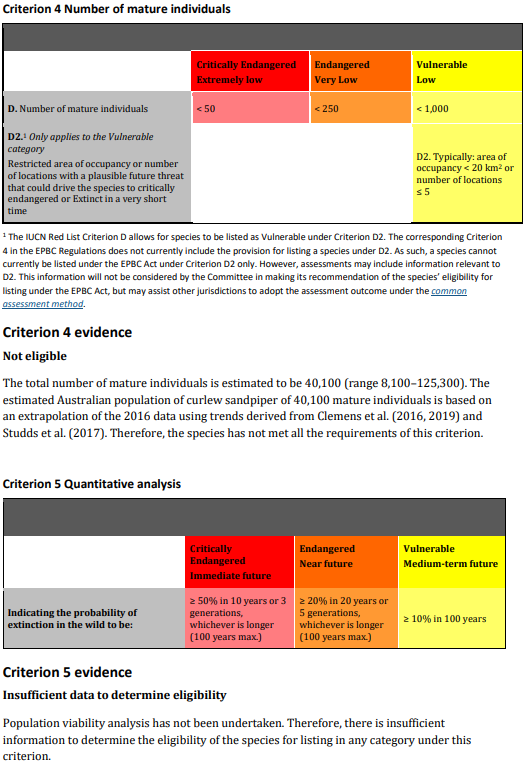 Criterion 4 Number of mature individuals
Critically Endangered
Extremely low
Endangered
Very Low
Vulnerable
Low
D. Number of mature individuals
< 50
< 250
< 1,000
D2.¹ Only applies to the Vulnerable
category
Restricted area of occupancy or number
of locations with a plausible future threat
that could drive the species to critically
endangered or Extinct in a very short
time
D2. Typically: area of
occupancy < 20 km² or
number of locations
≤ 5
¹ The IUCN Red List Criterion D allows for species to be listed as Vulnerable under Criterion D2. The corresponding Criterion
4 in the EPBC Regulations does not currently include the provision for listing a species under D2. As such, a species cannot
currently be listed under the EPBC Act under Criterion D2 only. However, assessments may include information relevant to
D2. This information will not be considered by the Committee in making its recommendation of the species' eligibility for
listing under the EPBC Act, but may assist other jurisdictions to adopt the assessment outcome under the common
assessment method.
Criterion 4 evidence
Not eligible
The total number of mature individuals is estimated to be 40,100 (range 8,100–125,300). The
estimated Australian population of curlew sandpiper of 40,100 mature individuals is based on
an extrapolation of the 2016 data using trends derived from Clemens et al. (2016, 2019) and
Studds et al. (2017). Therefore, the species has not met all the requirements of this criterion.
Criterion 5 Quantitative analysis
Critically
Endangered
Immediate future
Endangered
Near future
Vulnerable
Medium-term future
Indicating the probability of
extinction in the wild to be:
≥ 50% in 10 years or 3
generations,
whichever is longer
(100 years max.)
≥ 20% in 20 years or
5 generations,
whichever is longer
(100 years max.)
≥ 10% in 100 years
Criterion 5 evidence
Insufficient data to determine eligibility
Population viability analysis has not been undertaken. Therefore, there is insufficient
information to determine the eligibility of the species for listing in any category under this
criterion.